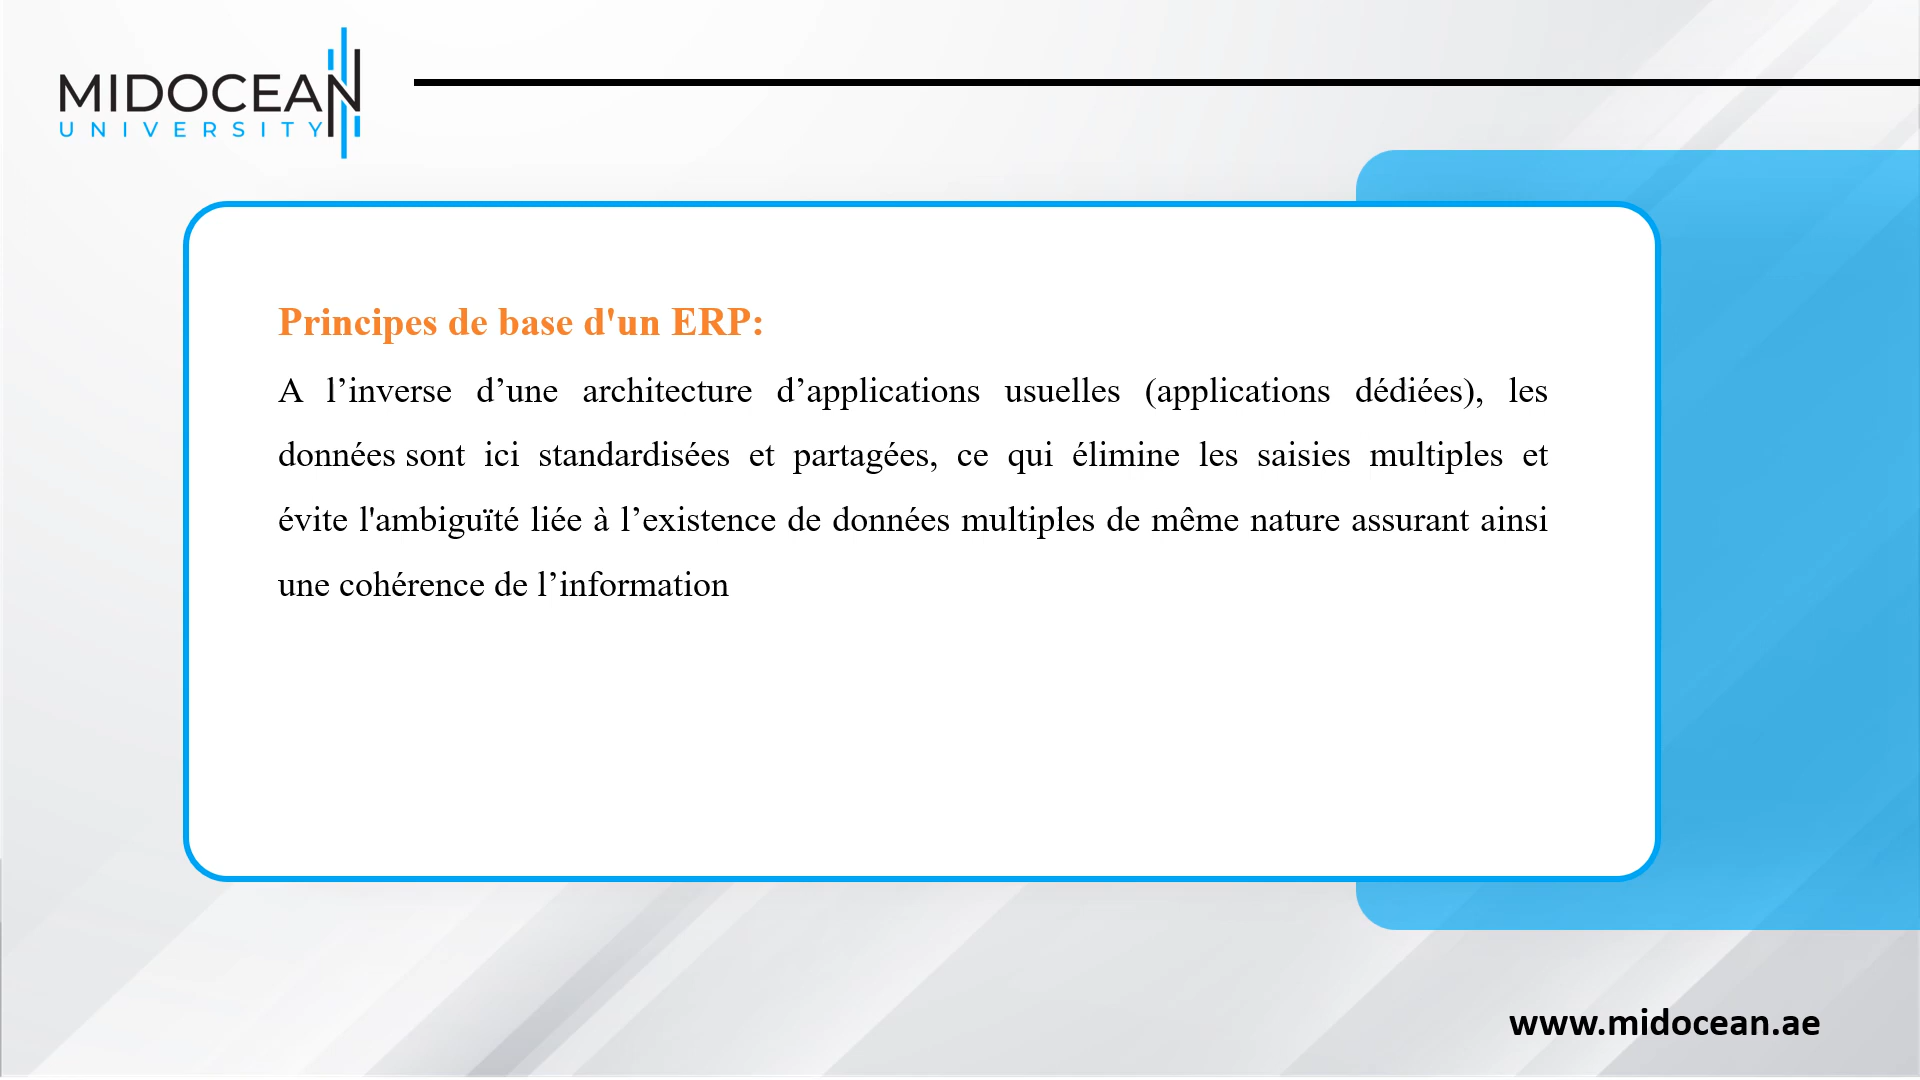 MIDOCEAN
UNIVERSITY
Principes de base d'un ERP:
A l’inverse d’une architecture d’applications usuelles (applications dédiées), les
données sont ici standardisées et partagées, ce qui élimine les saisies multiples et
évite l'ambiguïté liée à l’existence de données multiples de même nature assurant ainsi
une cohérence de l’information
www.midocean.ae